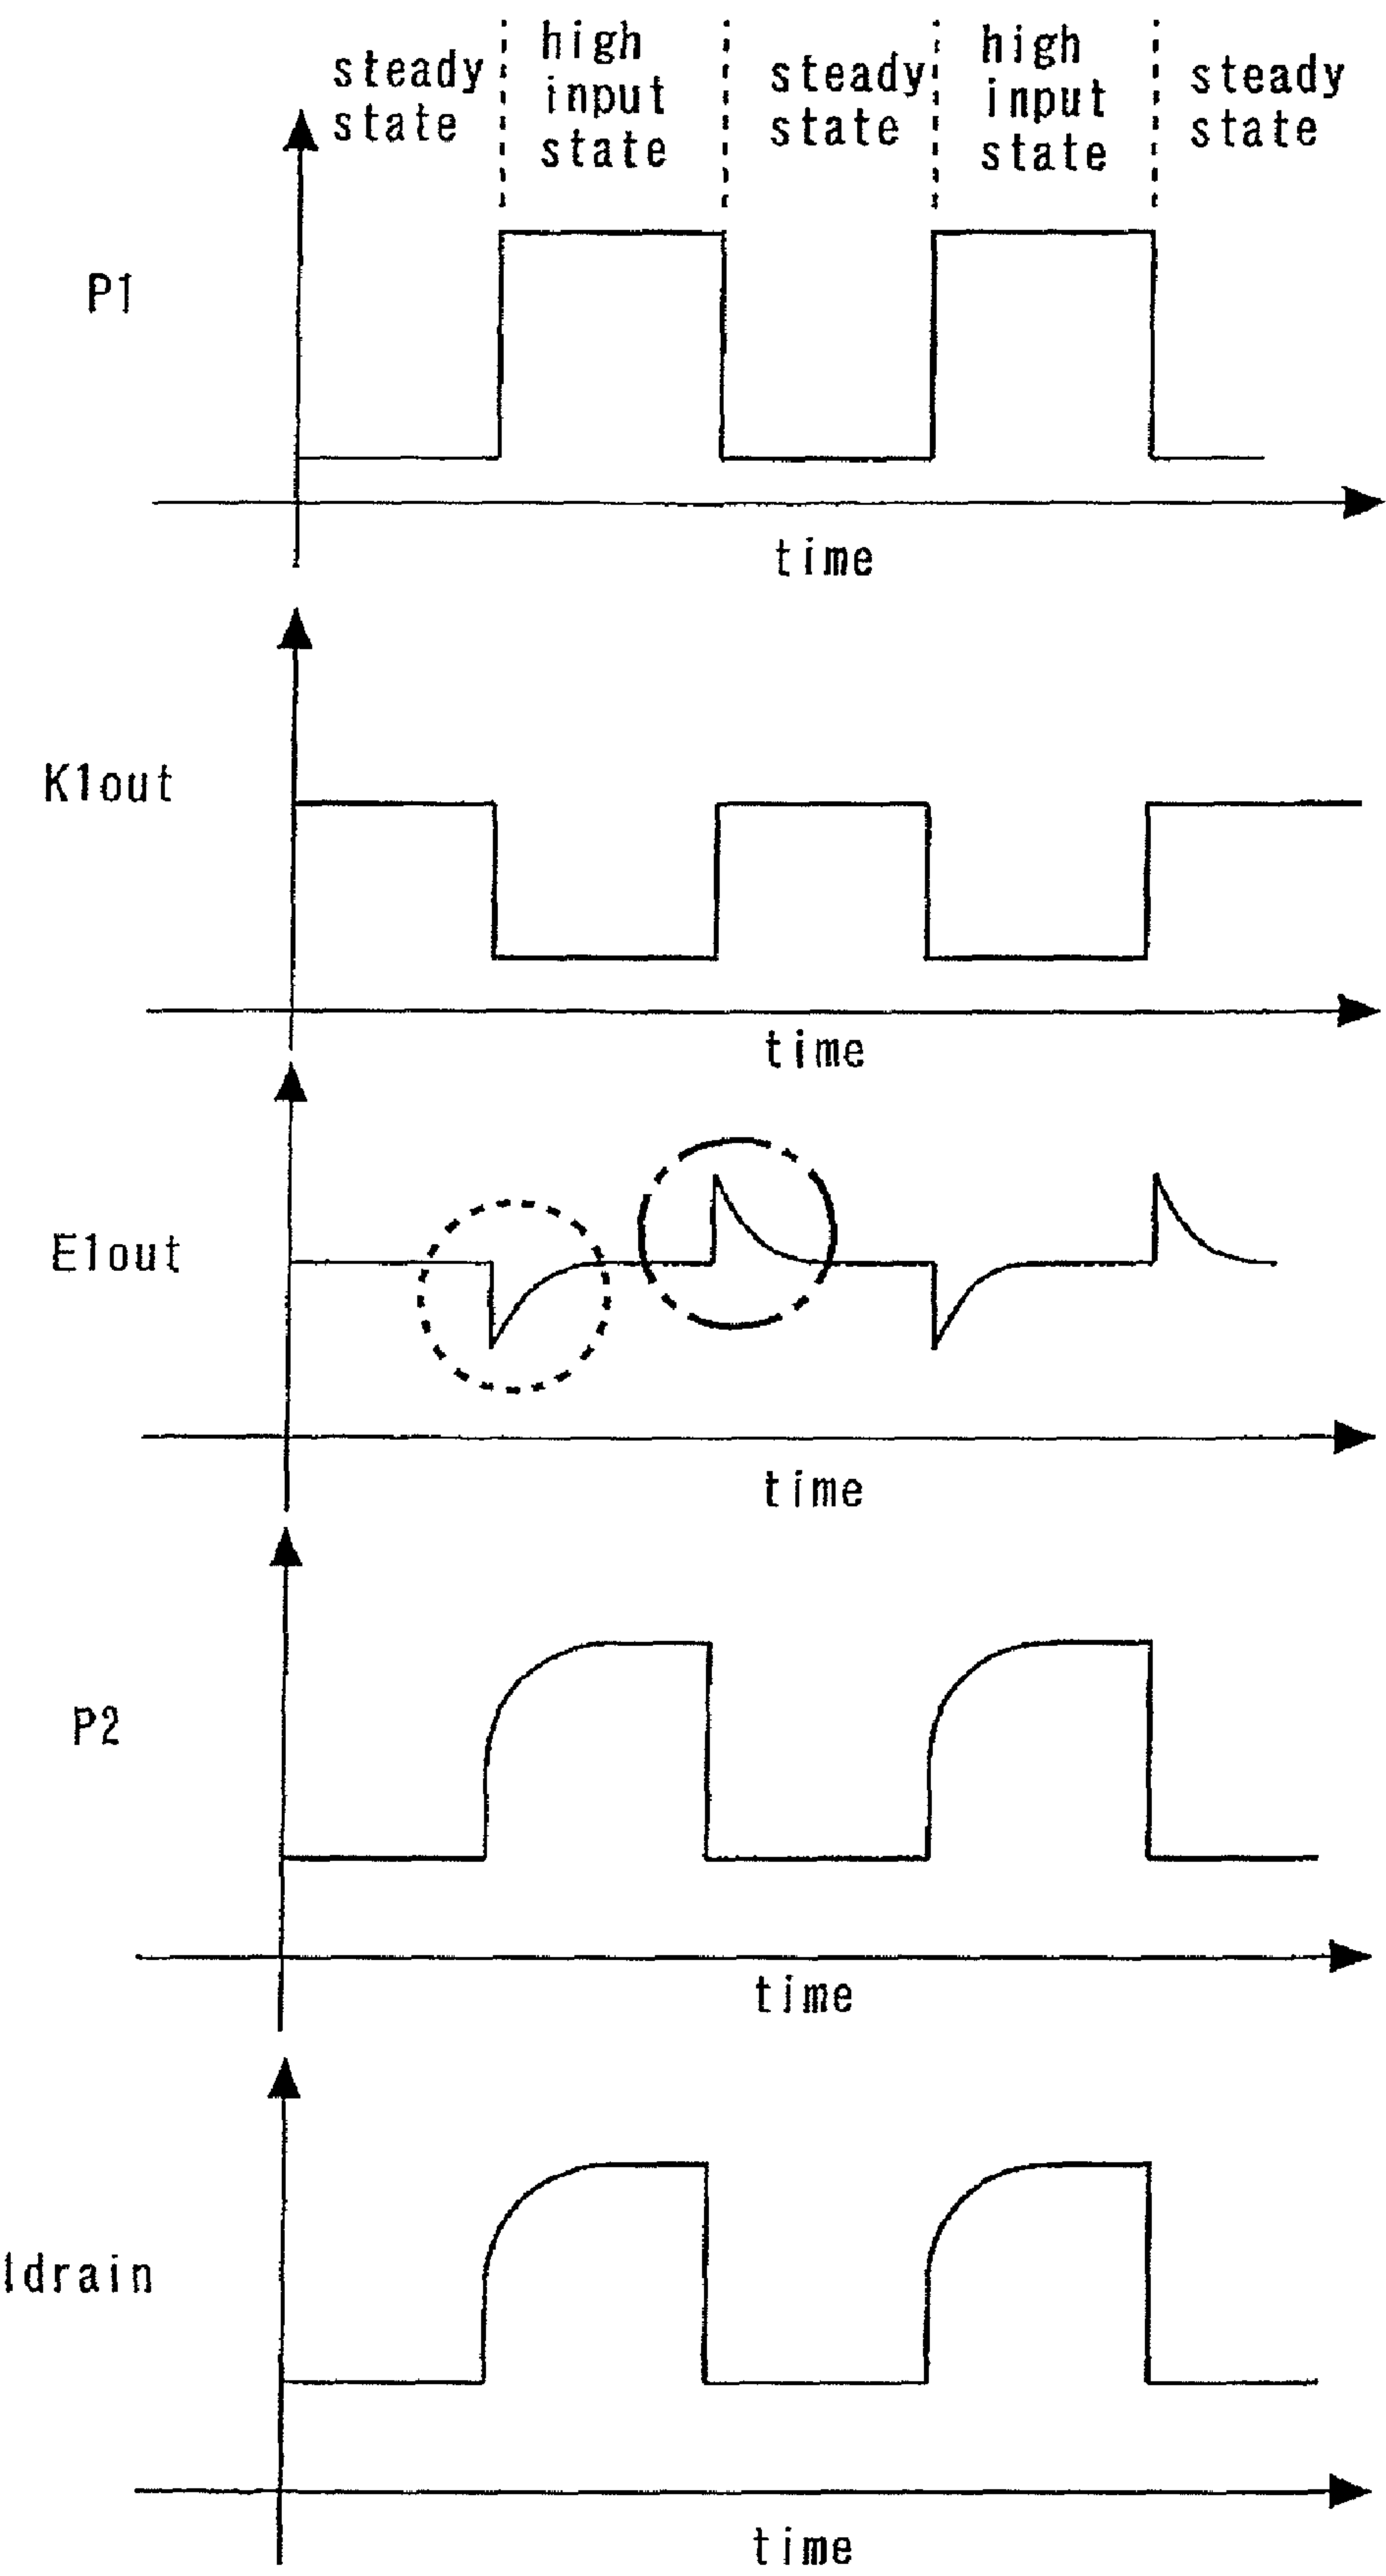 steady
state
high
input
state
steady
state
high
input
state
steady
state
P1
time
K1out
time
E1out
time
P2
time
Idrain
time